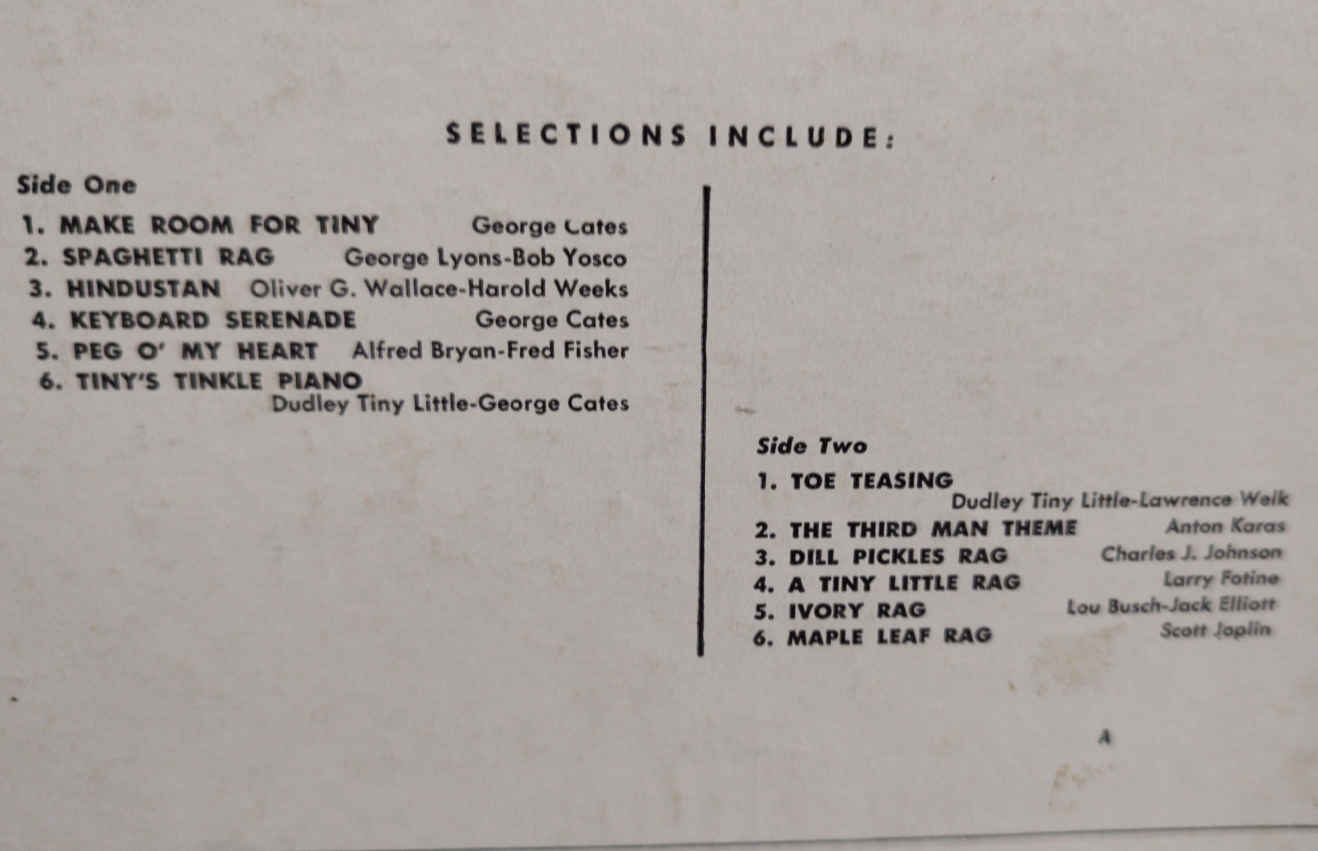 SELECTIONS INCLUDE:
Side One
1. MAKE ROOM FOR TINY George Cates
2. SPAGHETTI RAG George Lyons-Bob Yosco
3. HINDUSTAN Oliver G. Wallace-Harold Weeks
4. KEYBOARD SERENADE George Cates
5. PEG O' MY HEART Alfred Bryan-Fred Fisher
6. TINY'S TINKLE PIANO
Dudley Tiny Little-George Cates
Side Two
1. TOE TEASING
Dudley Tiny Little-Lawrence Welk
2. THE THIRD MAN THEME Anton Karas
3. DILL PICKLES RAG Charles J. Johnson
4. A TINY LITTLE RAG Larry Fotine
5. IVORY RAG Lou Busch-Jack Elliott
6. MAPLE LEAF RAG Scott Joplin
A